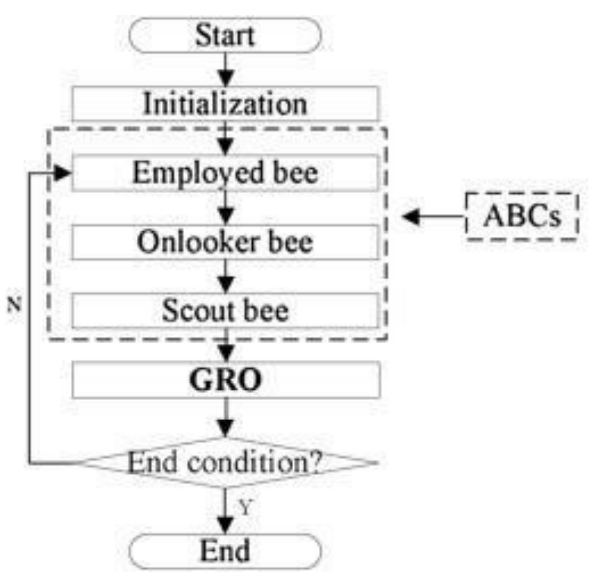 Start
Initialization
Employed bee
ABCs
Onlooker bee
Scout bee
N
GRO
End condition?
Y
End